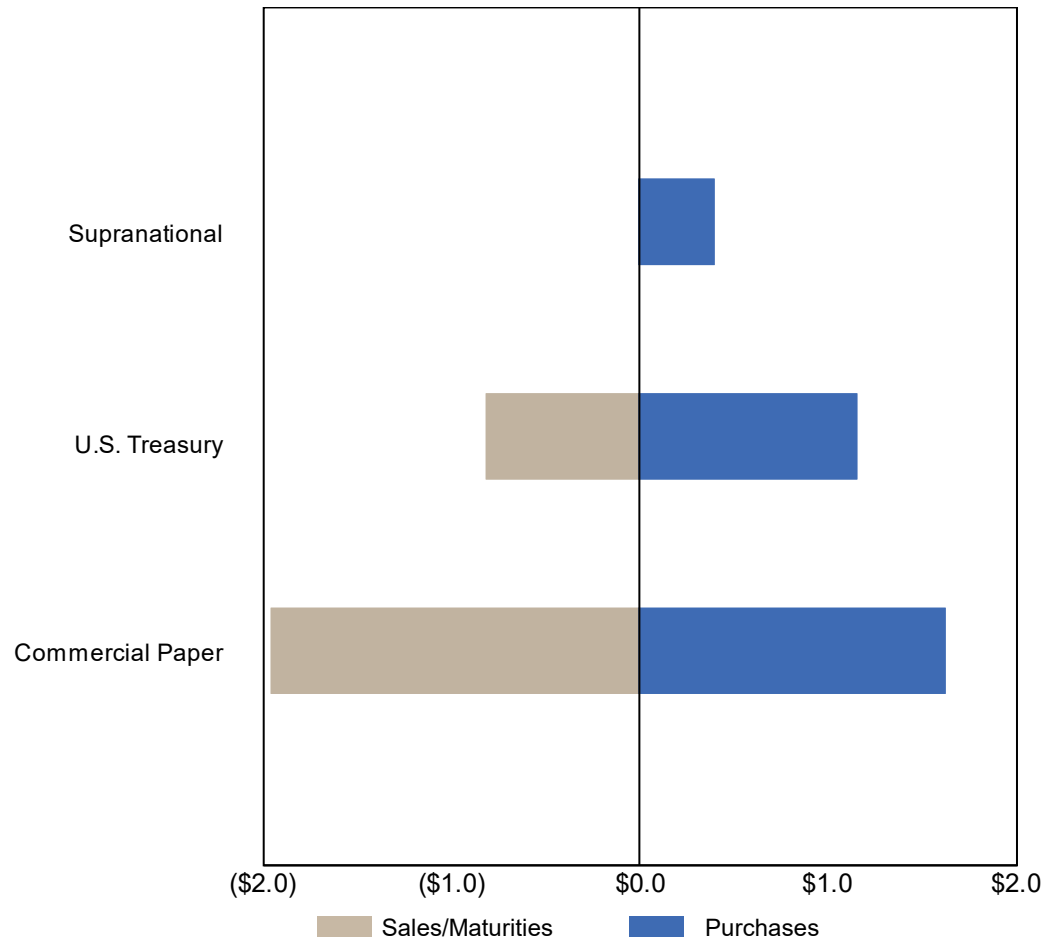 Supranational
U.S. Treasury
Commercial Paper
($2.0) ($1.0) $0.0 $1.0 $2.0
Sales/Maturities Purchases